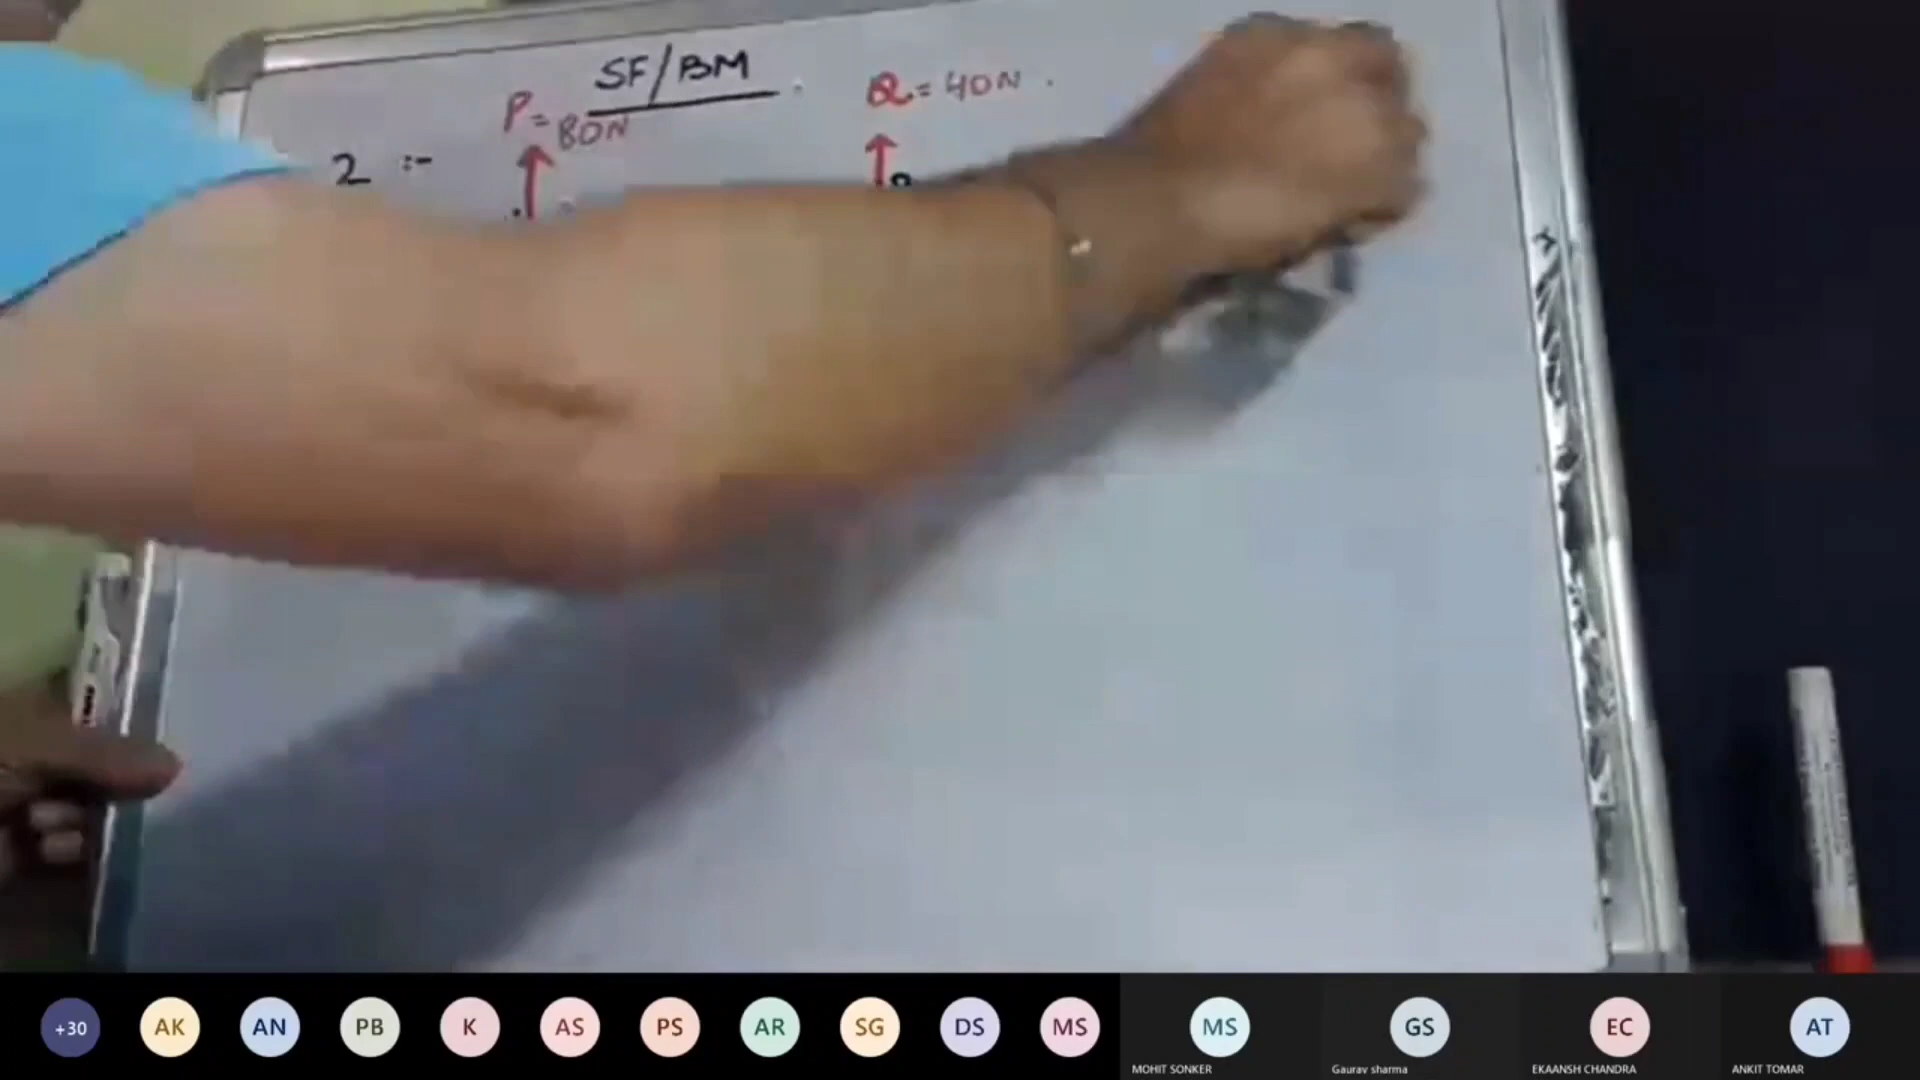 SF/BM
P = 80N
Q = 40N
2 :-
+30
AK
AN
PB
K
AS
PS
AR
SG
DS
MS
MS
GS
EC
AT
MOHIT SONKER
Gaurav sharma
EKAANSH CHANDRA
ANKIT TOMAR